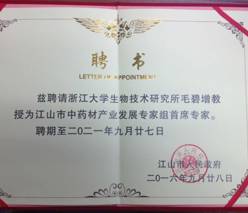 聘书
LETTER OF APPOINTMENT
兹聘请浙江大学生物技术研究所毛碧增教
授为江山市中药材产业发展专家组首席专家。
聘期至二〇二一年九月廿七日
江山市人民政府
二〇一六年九月廿八日